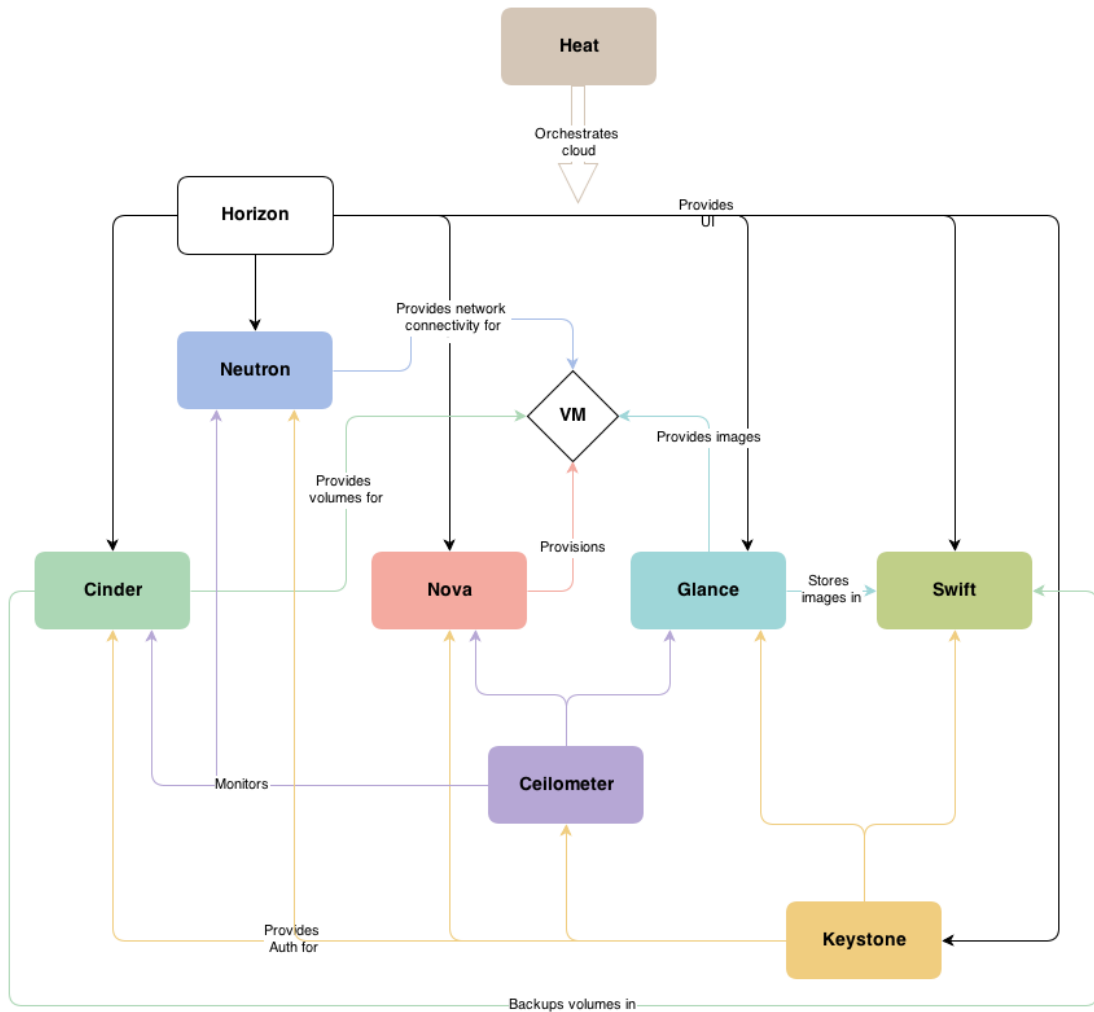 Heat
Orchestrates
cloud
Horizon
Provides
UI
Provides network
connectivity for
Neutron
VM
Provides images
Provides
volumes for
Provisions
Cinder
Nova
Glance
Stores
images in
Swift
Monitors
Ceilometer
Provides
Auth for
Keystone
Backups volumes in